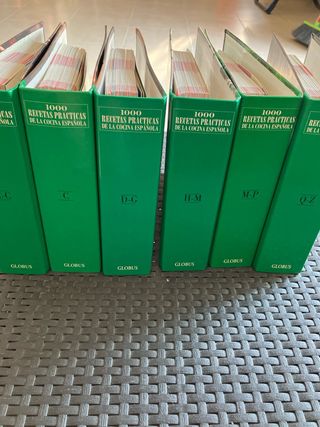 C
GLOBUS
1000
RECETAS PRACTICAS
DE LA COCINA ESPAÑOLA
C
GLOBUS
1000
RECETAS PRACTICAS
DE LA COCINA ESPAÑOLA
D-G
GLOBUS
1000
RECETAS PRACTICAS
DE LA COCINA ESPAÑOLA
H-M
GLOBUS
1000
RECETAS PRACTICAS
DE LA COCINA ESPAÑOLA
M-P
GLOBUS
1000
RECETAS PRACTICAS
DE LA COCINA ESPAÑOLA
Q-Z
GLOBUS